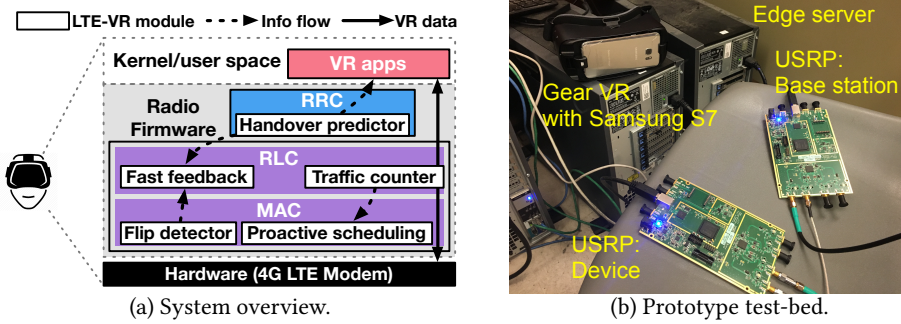 LTE-VR module Info flow VR data
Kernel/user space VR apps
Radio
Firmware
RRC
Handover predictor
RLC
Fast feedback Traffic counter
MAC
Flip detector Proactive scheduling
Hardware (4G LTE Modem)
(a) System overview.
Edge server
USRP:
Base station
Gear VR
with Samsung S7
USRP:
Device
(b) Prototype test-bed.